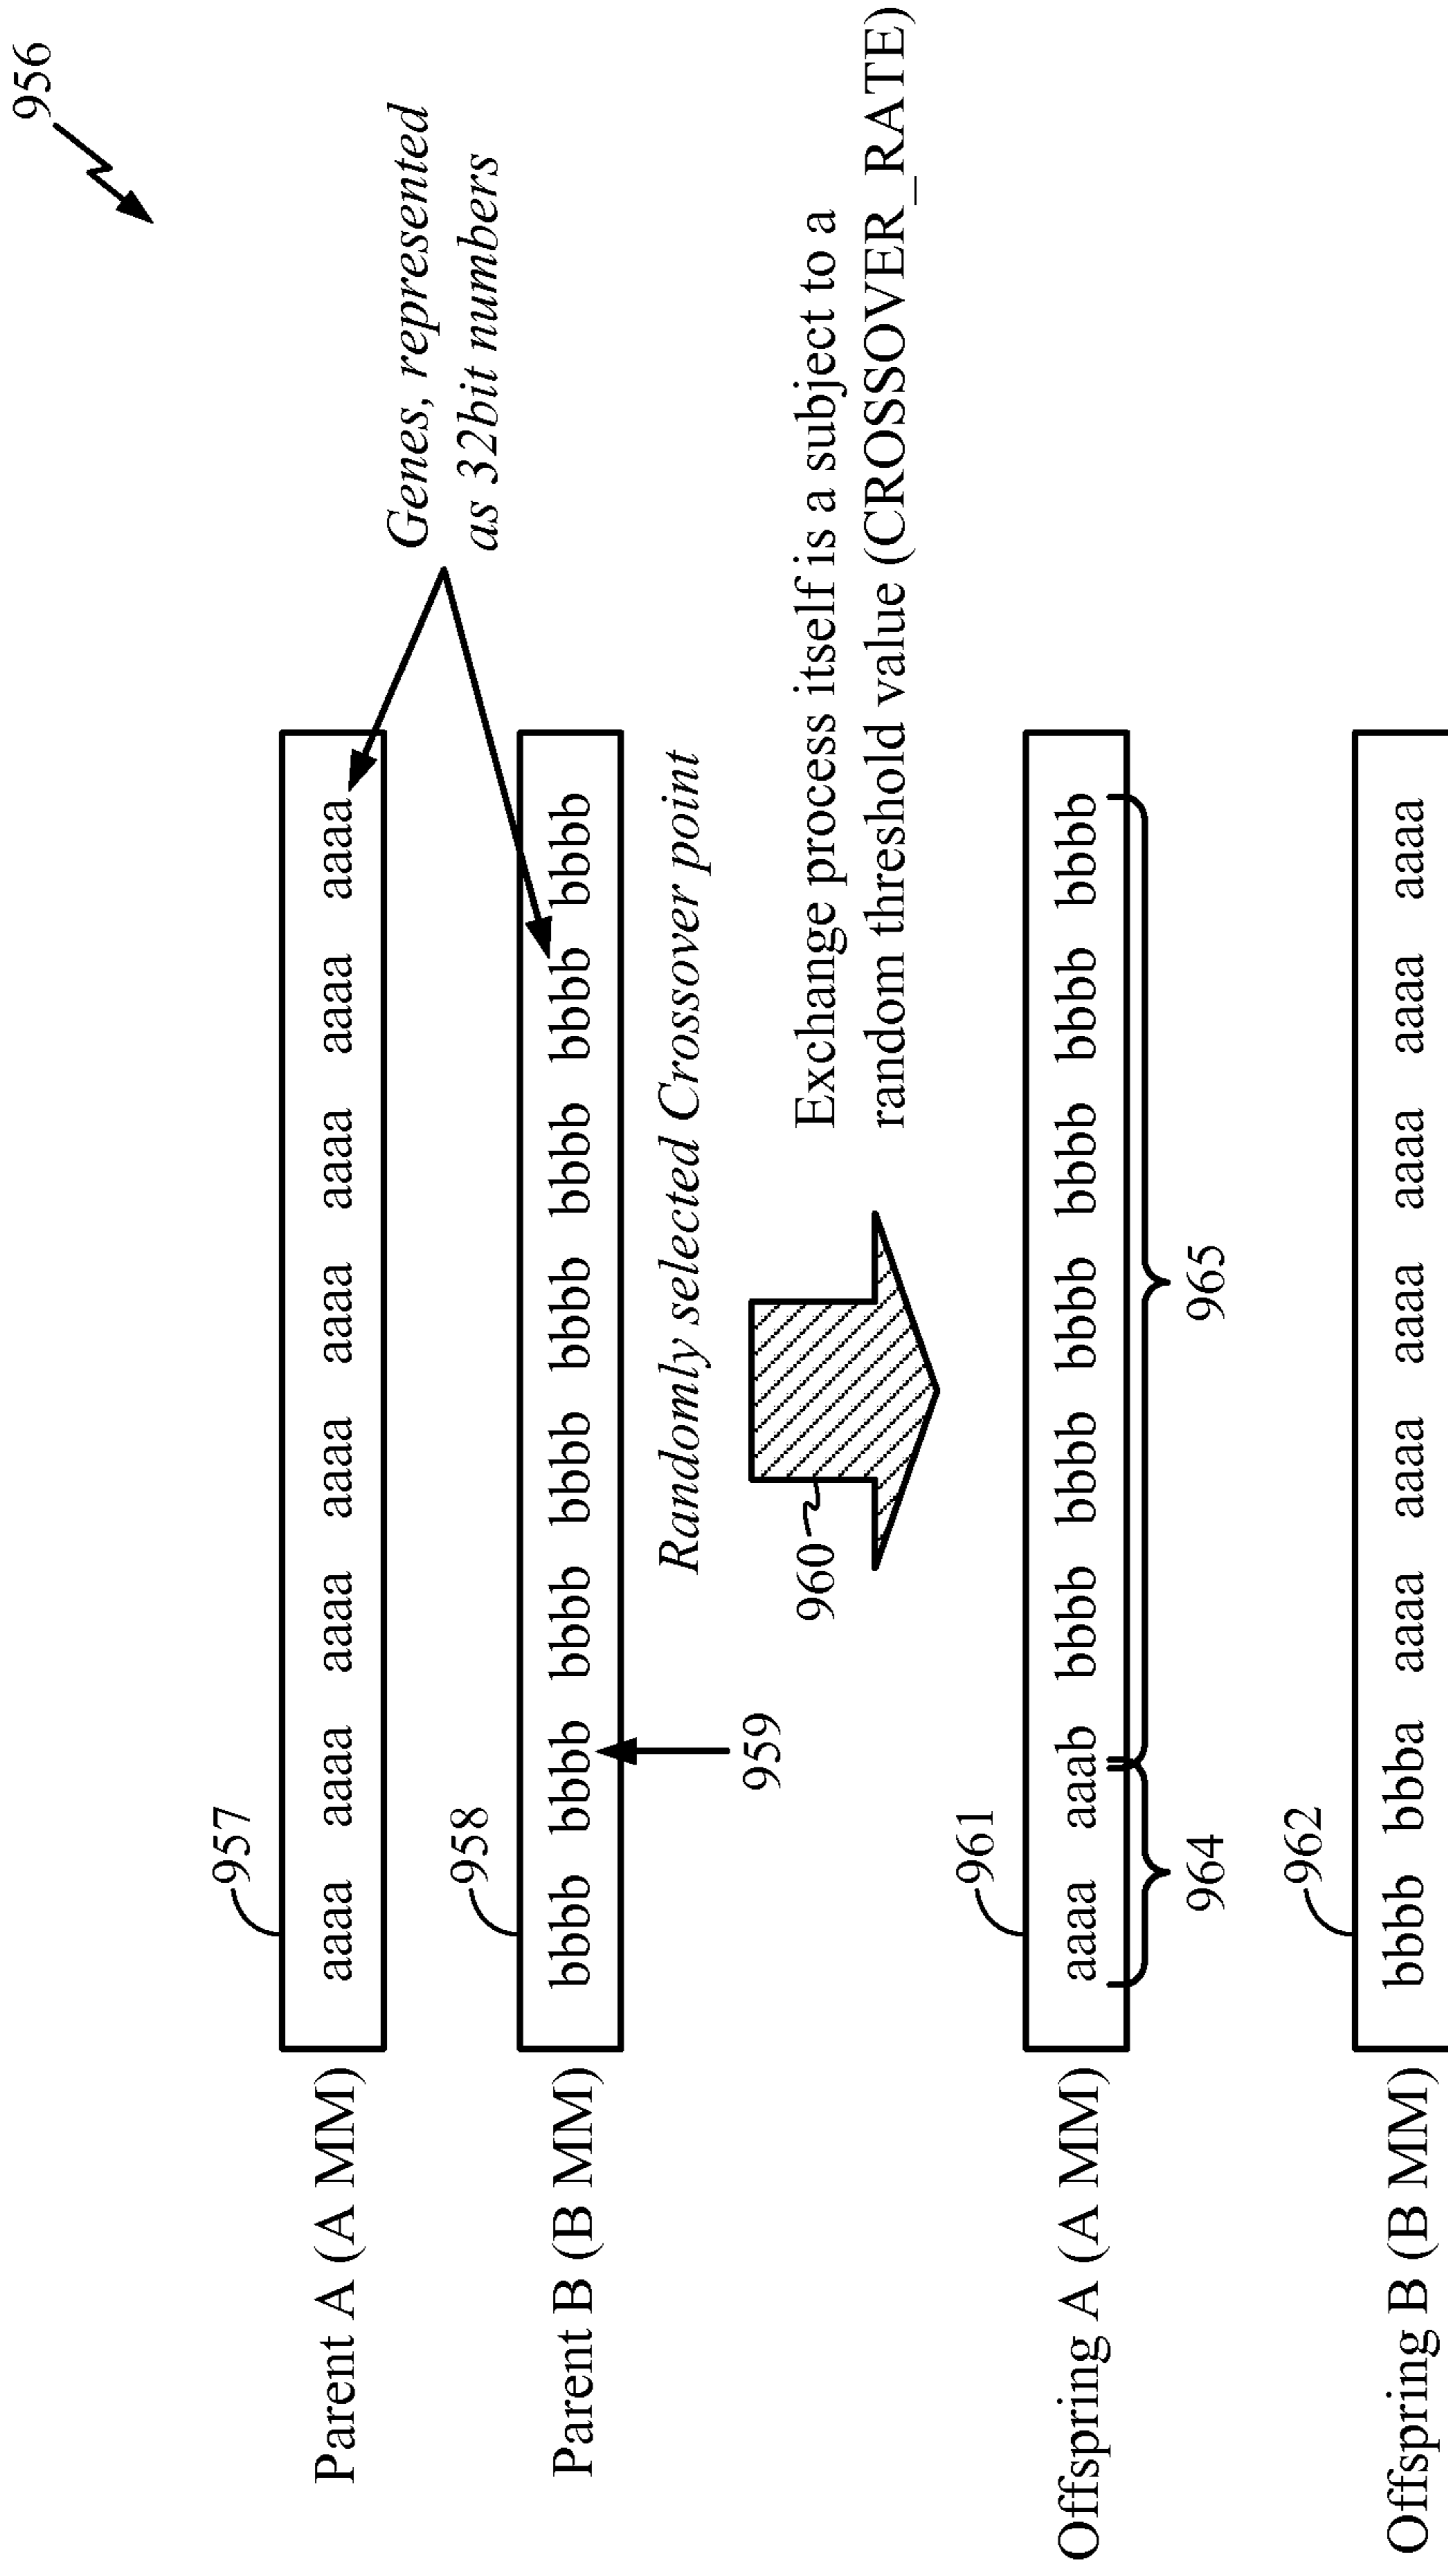 956
957
Parent A (A MM) aaaa aaaa aaaa aaaa aaaa aaaa aaaa aaaa
Genes, represented
as 32bit numbers
958
Parent B (B MM) bbbb bbbb bbbb bbbb bbbb bbbb bbbb bbbb
959
Randomly selected Crossover point
960
Exchange process itself is a subject to a
random threshold value (CROSSOVER_RATE)
961
Offspring A (A MM) aaaa aaab bbbb bbbb bbbb bbbb bbbb bbbb
964 965
962
Offspring B (B MM) bbbb bbba aaaa aaaa aaaa aaaa aaaa aaaa